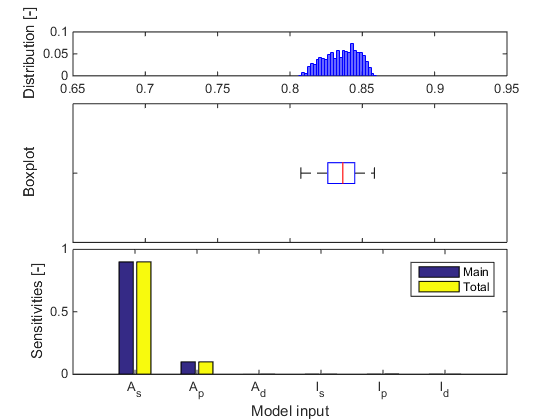 Distribution [-]
0.1
0.05
0
0.65 0.7 0.75 0.8 0.85 0.9 0.95
Boxplot
Sensitivities [-]
1
0.5
0
Main
Total
A_s A_p A_d I_s I_p I_d
Model input